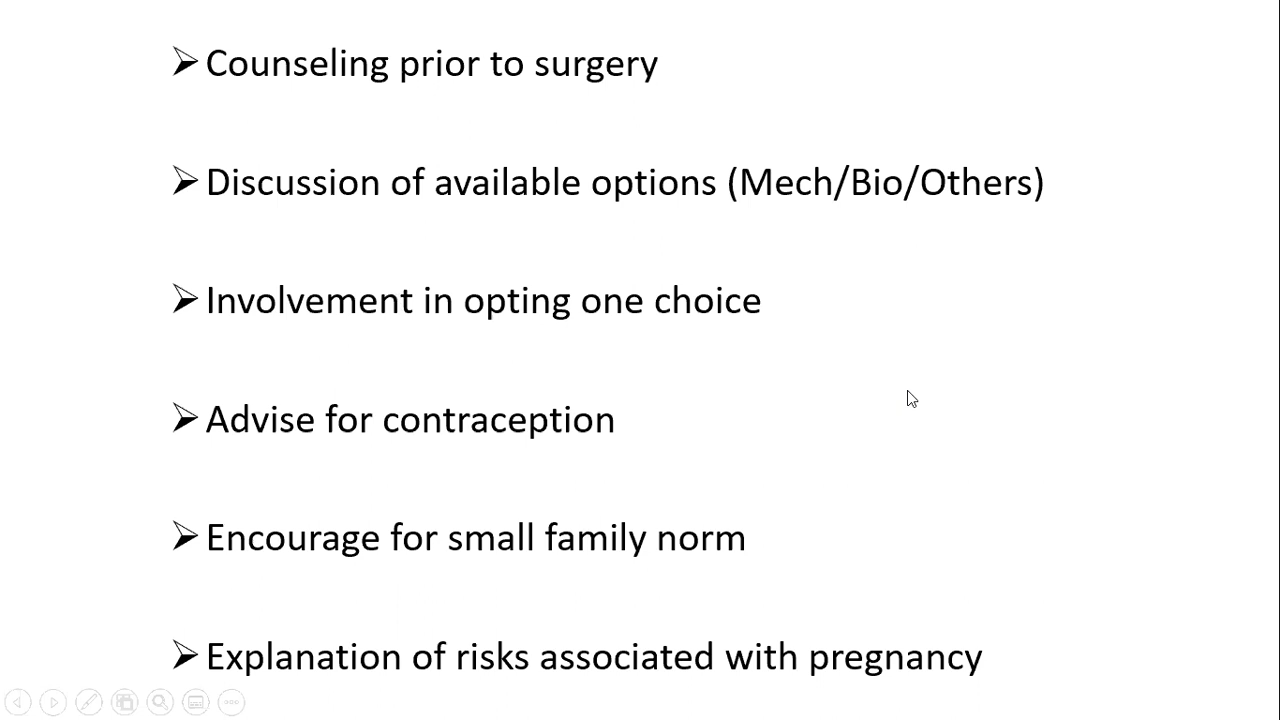 ➢Counseling prior to surgery
➢Discussion of available options (Mech/Bio/Others)
➢Involvement in opting one choice
➢Advise for contraception
➢Encourage for small family norm
➢Explanation of risks associated with pregnancy